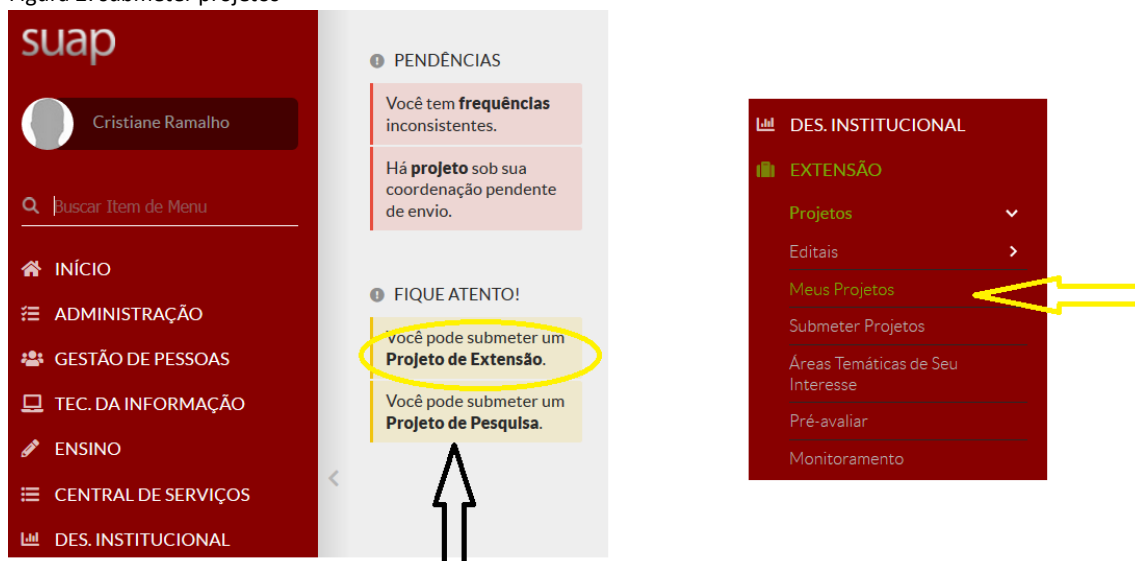 suap
Cristiane Ramalho
Buscar Item de Menu
INÍCIO
ADMINISTRAÇÃO
GESTÃO DE PESSOAS
TEC. DA INFORMAÇÃO
ENSINO
CENTRAL DE SERVIÇOS
DES. INSTITUCIONAL
PENDÊNCIAS
Você tem frequências
inconsistentes.
Há projeto sob sua
coordenação pendente
de envio.
FIQUE ATENTO!
Você pode submeter um
Projeto de Extensão.
Você pode submeter um
Projeto de Pesquisa.
DES. INSTITUCIONAL
EXTENSÃO
Projetos
Editais
Meus Projetos
Submeter Projetos
Áreas Temáticas de Seu
Interesse
Pré-avaliar
Monitoramento